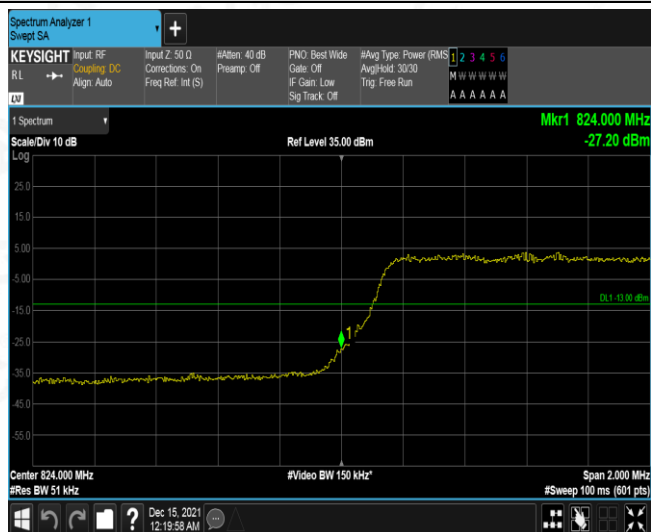 Spectrum Analyzer 1
Swept SA
+
KEYSIGHT
RL
LXI
Input: RF
Coupling: DC
Align: Auto
Input Z: 50 Ω
Corrections: On
Freq Ref: Int (S)
#Atten: 40 dB
Preamp: Off
PNO: Best Wide
Gate: Off
IF Gain: Low
Sig Track: Off
#Avg Type: Power (RMS
Avg|Hold: 30/30
Trig: Free Run
1 2 3 4 5 6
M W W W W W
A A A A A A
1 Spectrum
Mkr1 824.000 MHz
Scale/Div 10 dB
Ref Level 35.00 dBm
-27.20 dBm
Log
25.0
15.0
5.00
-5.00
DL1 -13.00 dBm
-15.0
1
-25.0
-35.0
-45.0
-55.0
Center 824.000 MHz
#Video BW 150 kHz*
Span 2.000 MHz
#Res BW 51 kHz
#Sweep 100 ms (601 pts)
?
Dec 15, 2021
12:19:58 AM